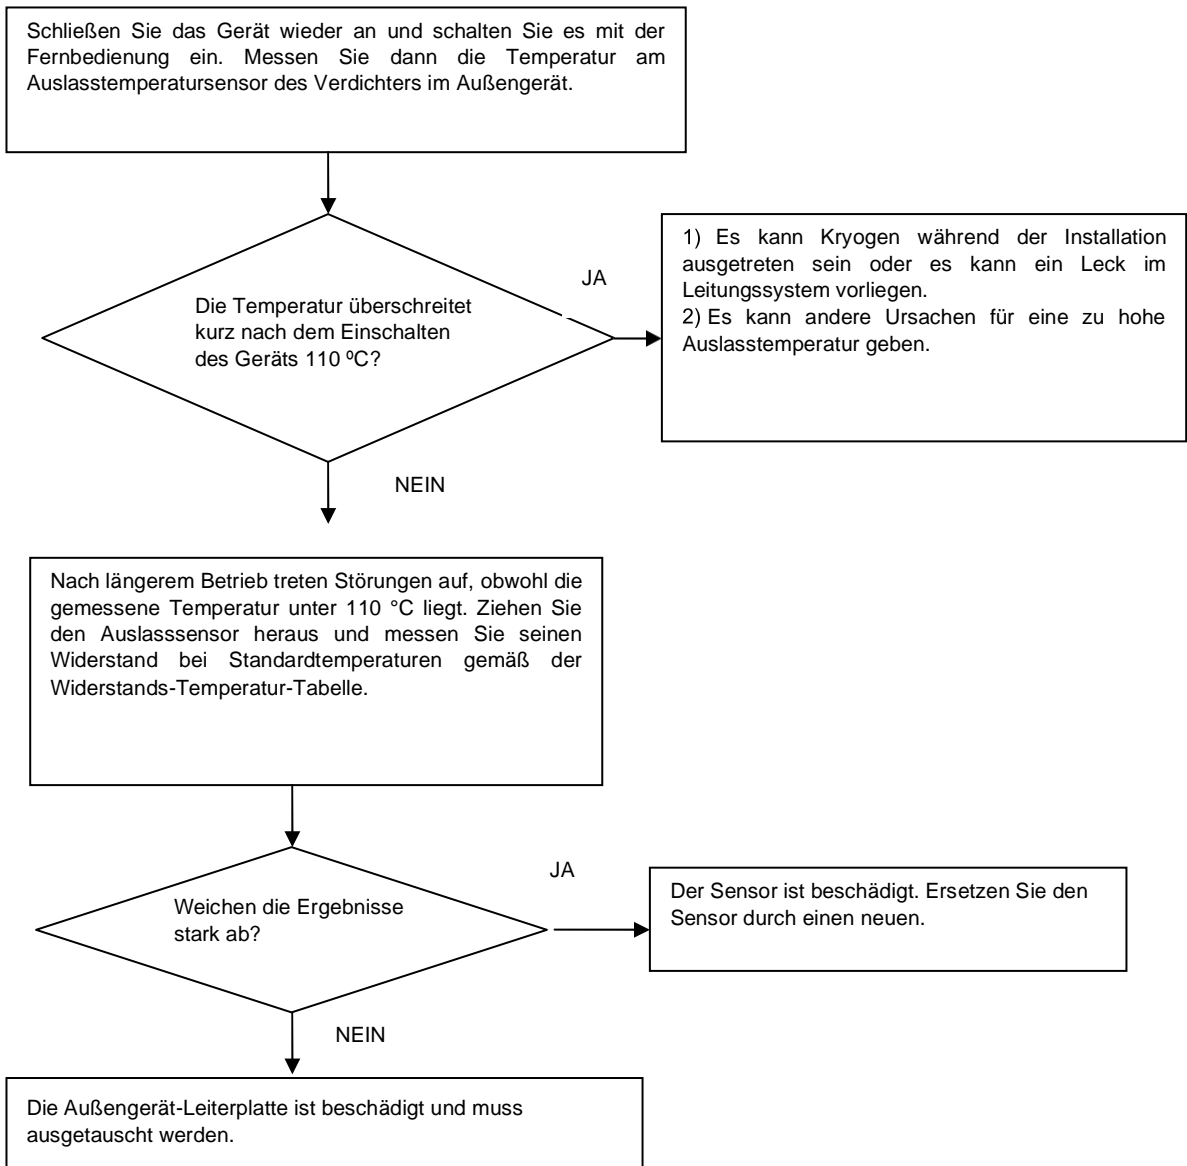 Schließen Sie das Gerät wieder an und schalten Sie es mit der
Fernbedienung ein. Messen Sie dann die Temperatur am
Auslasstemperatursensor des Verdichters im Außengerät.
Die Temperatur überschreitet
kurz nach dem Einschalten
des Geräts 110 ºC?
JA
1) Es kann Kryogen während der Installation
ausgetreten sein oder es kann ein Leck im
Leitungssystem vorliegen.
2) Es kann andere Ursachen für eine zu hohe
Auslasstemperatur geben.
NEIN
Nach längerem Betrieb treten Störungen auf, obwohl die
gemessene Temperatur unter 110 °C liegt. Ziehen Sie
den Auslasssensor heraus und messen Sie seinen
Widerstand bei Standardtemperaturen gemäß der
Widerstands-Temperatur-Tabelle.
Weichen die Ergebnisse
stark ab?
JA
Der Sensor ist beschädigt. Ersetzen Sie den
Sensor durch einen neuen.
NEIN
Die Außengerät-Leiterplatte ist beschädigt und muss
ausgetauscht werden.